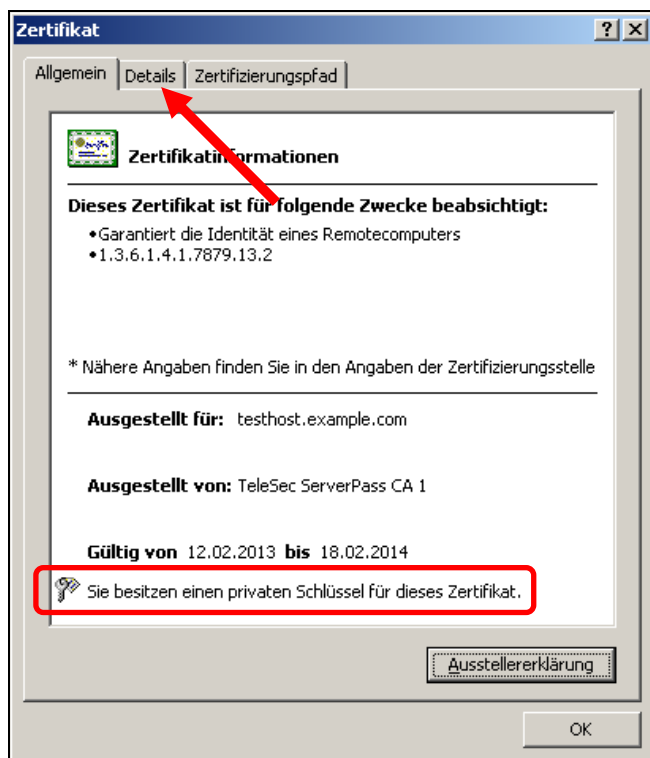 Zertifikat
Allgemein Details Zertifizierungspfad
Zertifikatinformationen
Dieses Zertifikat ist für folgende Zwecke beabsichtigt:
•Garantiert die Identität eines Remotecomputers
•1.3.6.1.4.1.7879.13.2
* Nähere Angaben finden Sie in den Angaben der Zertifizierungsstelle
Ausgestellt für: testhost.example.com
Ausgestellt von: TeleSec ServerPass CA 1
Gültig von 12.02.2013 bis 18.02.2014
Sie besitzen einen privaten Schlüssel für dieses Zertifikat.
Ausstellererklärung
OK